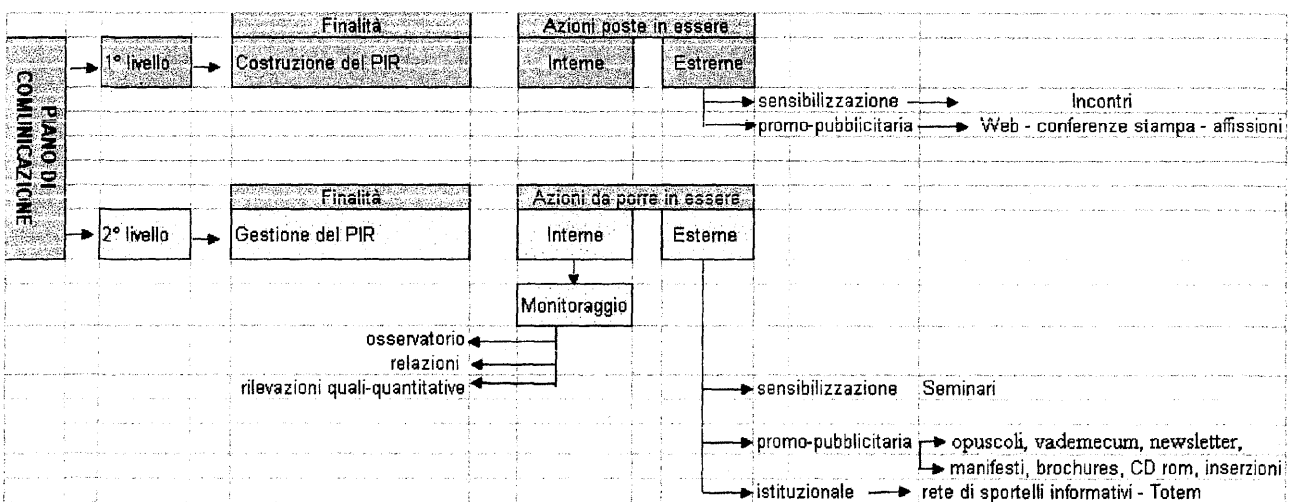 PIANO DI
COMUNICAZIONE
Finalità
Azioni poste in essere
1° livello
Costruzione del PIR
Interne
Estreme
sensibilizzazione
Incontri
promo-pubblicitaria
Web - conferenze stampa - affissioni
Finalità
Azioni da porre in essere
2° livello
Gestione del PIR
Interne
Esterne
Monitoraggio
osservatorio
relazioni
rilevazioni quali-quantitative
sensibilizzazione
Seminari
promo-pubblicitaria
opuscoli, vademecum, newsletter,
manifesti, brochures, CD rom, inserzioni
istituzionale
rete di sportelli informativi - Totem